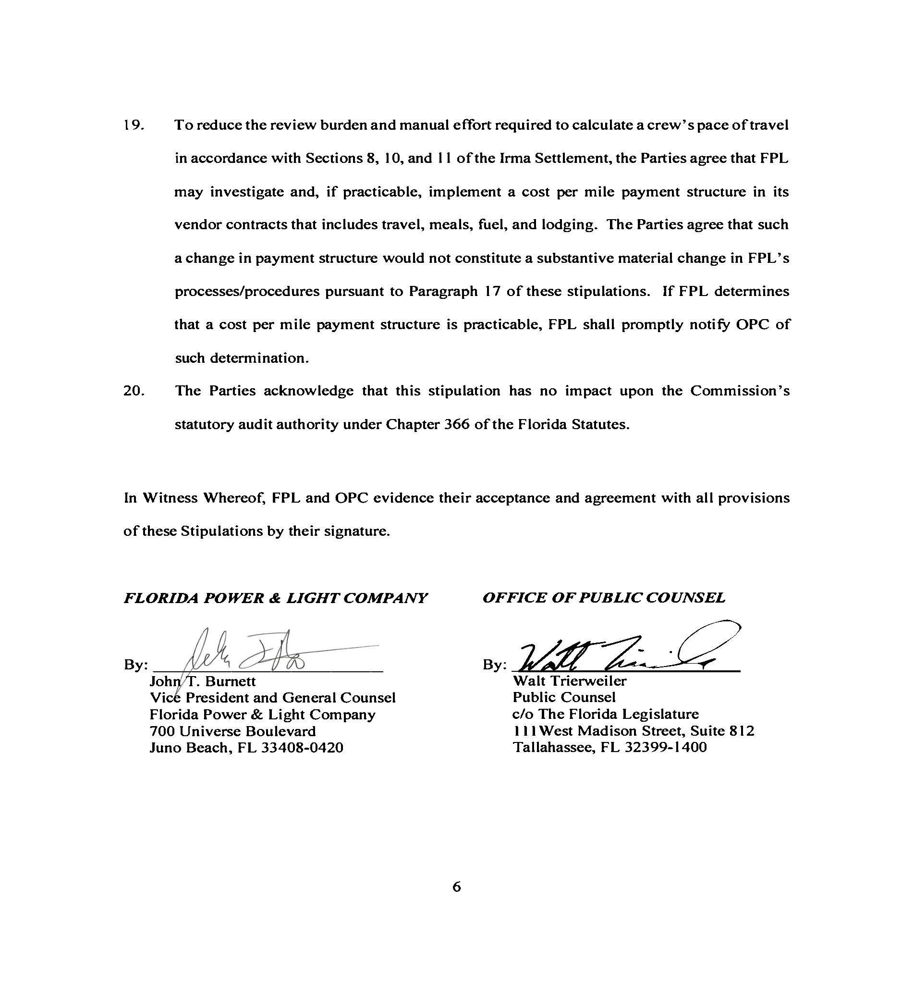 19. To reduce the review burden and manual effort required to calculate a crew's pace of travel
in accordance with Sections 8, 10, and 11 of the Irma Settlement, the Parties agree that FPL
may investigate and, if practicable, implement a cost per mile payment structure in its
vendor contracts that includes travel, meals, fuel, and lodging. The Parties agree that such
a change in payment structure would not constitute a substantive material change in FPL's
processes/procedures pursuant to Paragraph 17 of these stipulations. If FPL determines
that a cost per mile payment structure is practicable, FPL shall promptly notify OPC of
such determination.
20. The Parties acknowledge that this stipulation has no impact upon the Commission's
statutory audit authority under Chapter 366 of the Florida Statutes.
In Witness Whereof, FPL and OPC evidence their acceptance and agreement with all provisions
of these Stipulations by their signature.
FLORIDA POWER & LIGHT COMPANY
By:
John T. Burnett
Vice President and General Counsel
Florida Power & Light Company
700 Universe Boulevard
Juno Beach, FL 33408-0420
OFFICE OF PUBLIC COUNSEL
By: Walt
Walt Trierweiler
Public Counsel
c/o The Florida Legislature
111 West Madison Street, Suite 812
Tallahassee, FL 32399-1400
6